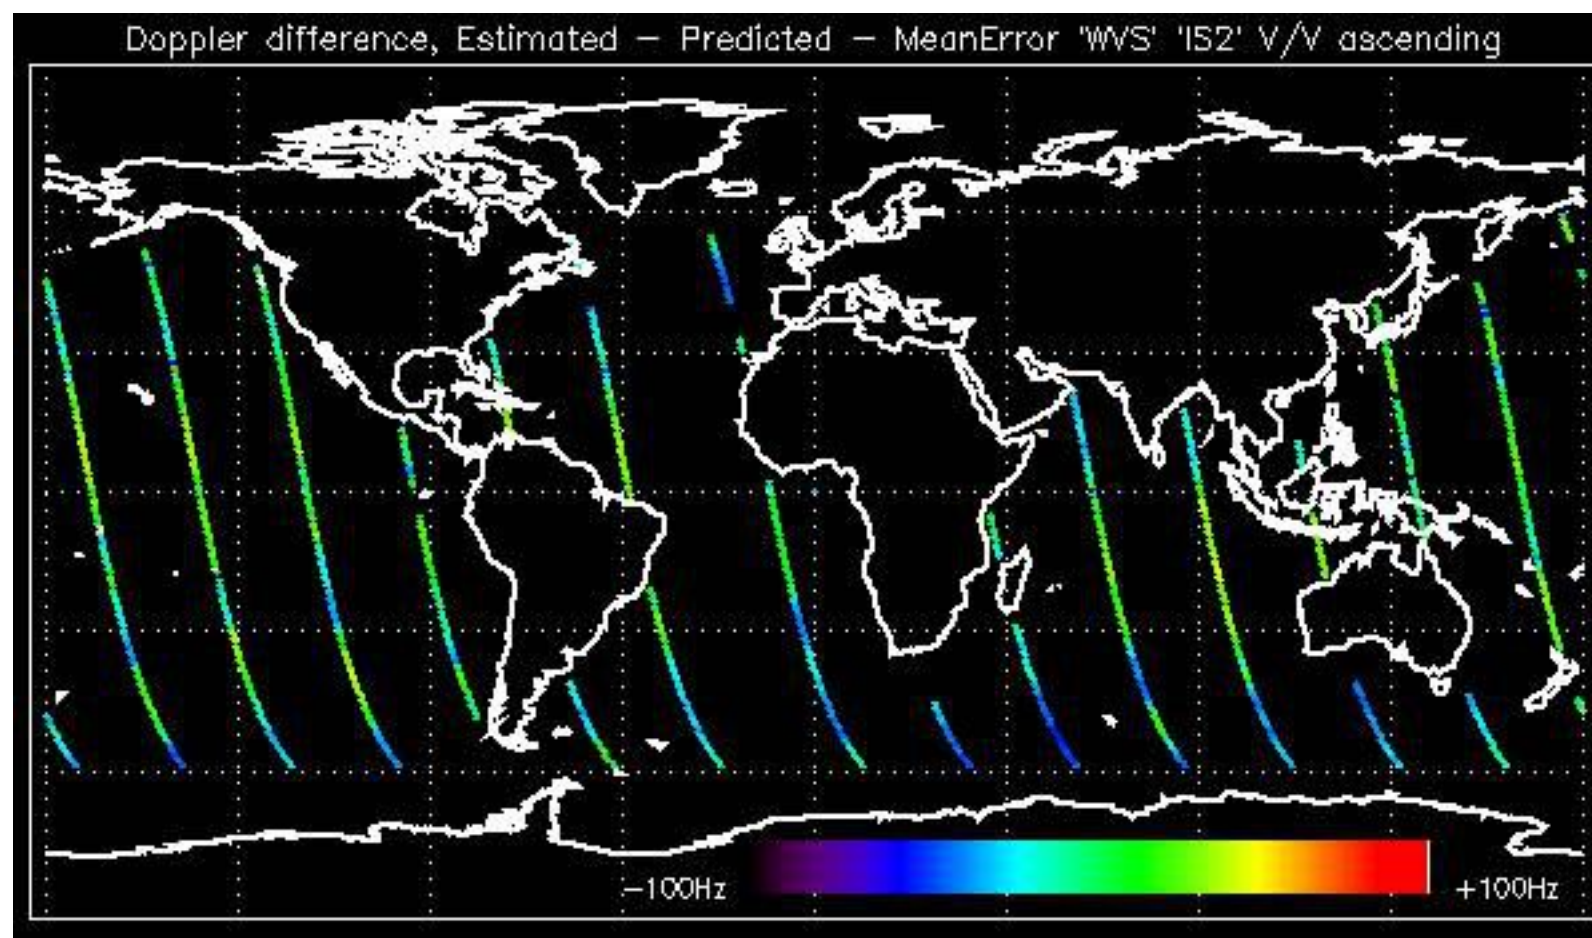 Doppler difference, Estimated – Predicted – MeanError 'WVS' 'IS2' V/V ascending
−100Hz
+100Hz